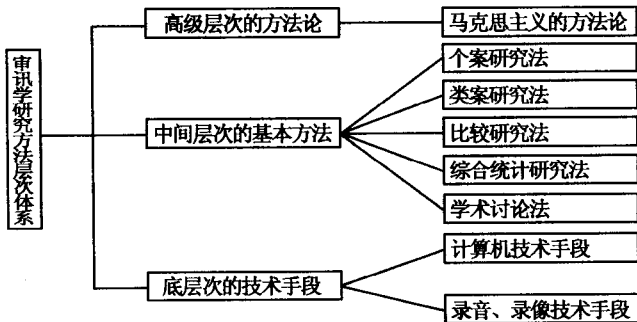 审讯学研究方法层次体系
高级层次的方法论
马克思主义的方法论
中间层次的基本方法
个案研究法
类案研究法
比较研究法
综合统计研究法
学术讨论法
底层次的技术手段
计算机技术手段
录音、录像技术手段